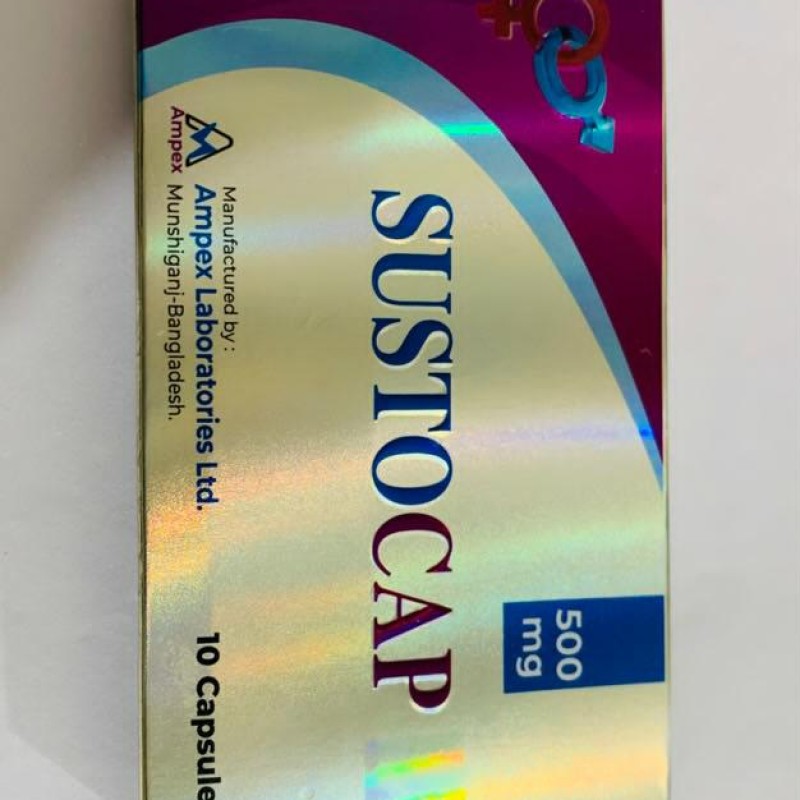 SUSTOCAP
500
mg
Ampex
Manufactured by :
Ampex Laboratories Ltd.
Munshiganj-Bangladesh.
10 Capsule